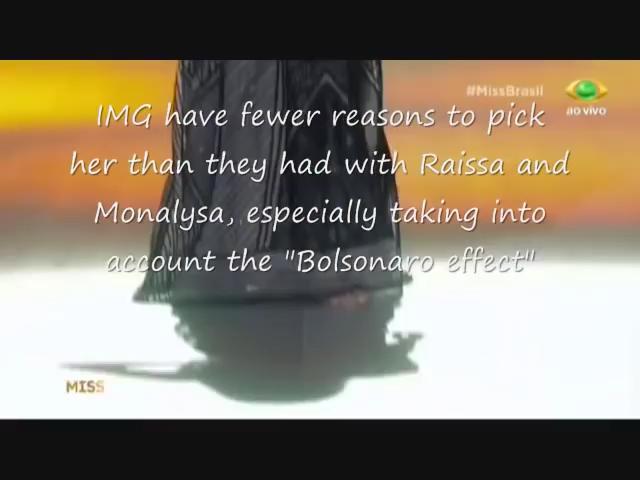 #MissBrasil
AO VIVO
IMG have fewer reasons to pick
her than they had with Raissa and
Monalysa, especially taking into
account the "Bolsonaro effect"
MISS